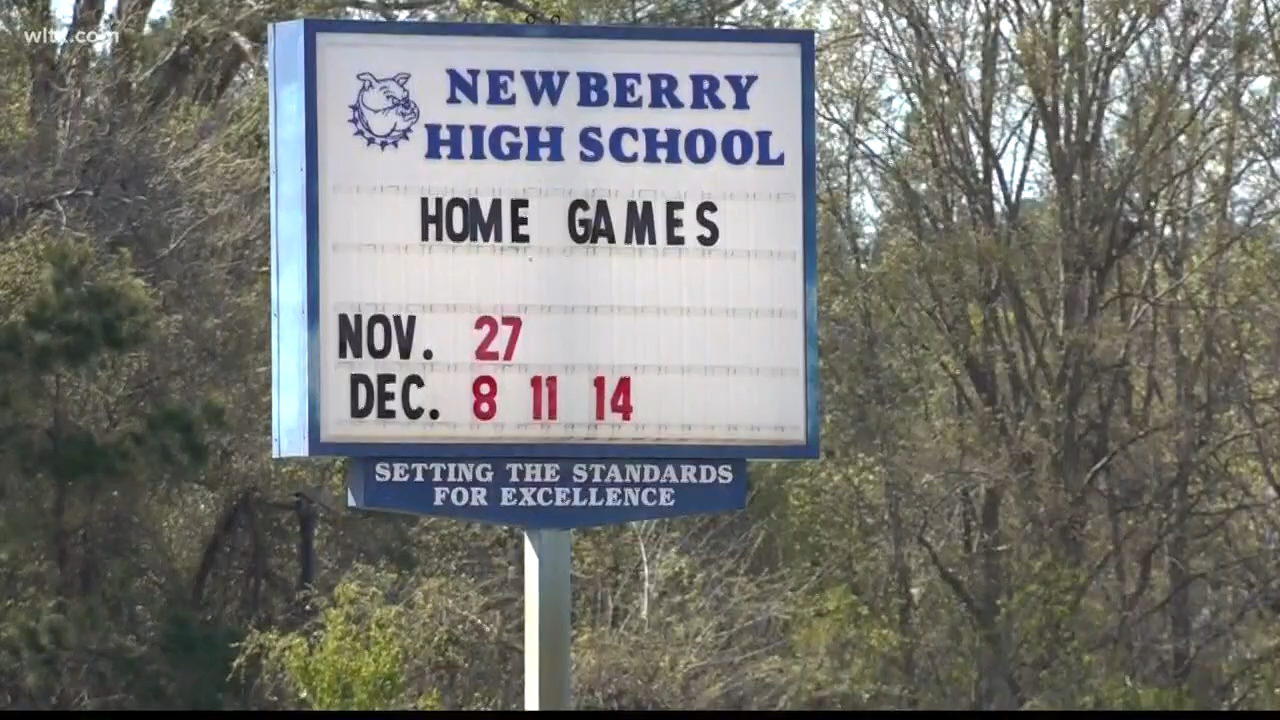 wltx.com
NEWBERRY
HIGH SCHOOL
HOME GAMES
NOV. 27
DEC. 8 11 14
SETTING THE STANDARDS
FOR EXCELLENCE